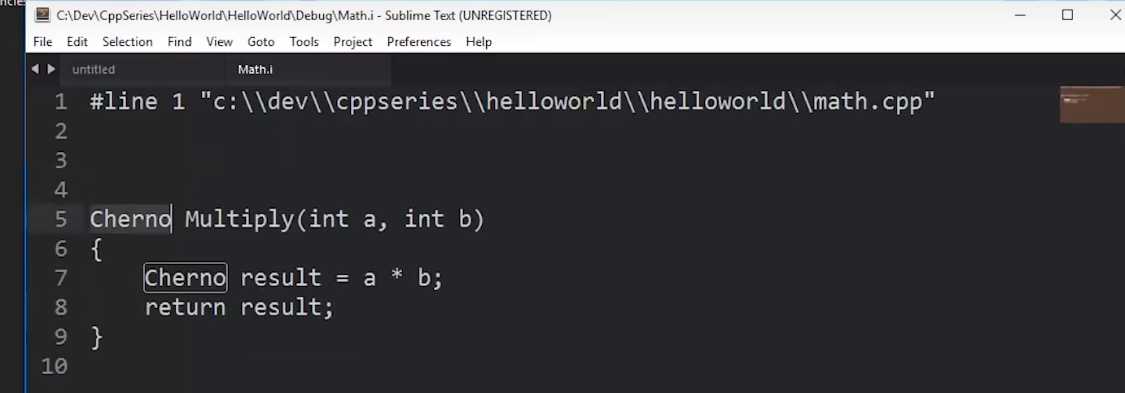 C:\Dev\CppSeries\HelloWorld\HelloWorld\Debug\Math.i - Sublime Text (UNREGISTERED)
File Edit Selection Find View Goto Tools Project Preferences Help
untitled Math.i
1 #line 1 "c:\\dev\\cppseries\\helloworld\\helloworld\\math.cpp"
2
3
4
5 Cherno Multiply(int a, int b)
6 {
7 Cherno result = a * b;
8 return result;
9 }
10